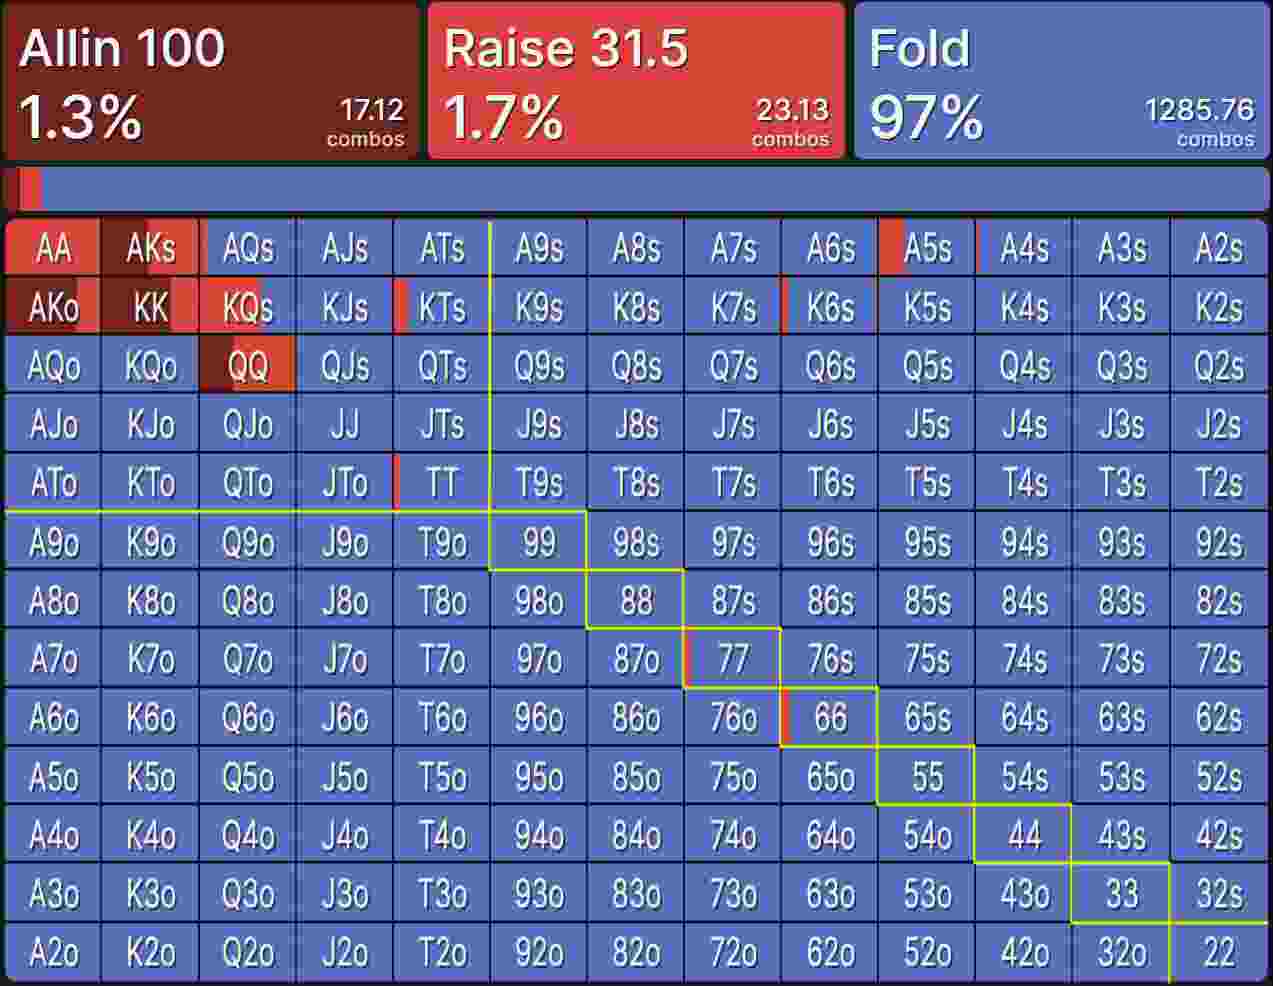 Allin 100 Raise 31.5 Fold
1.3% 17.12 1.7% 23.13 97% 1285.76
combos combos combos
AA AKs AQs AJs ATs A9s A8s A7s A6s A5s A4s A3s A2s
AKo KK KQs KJs KTs K9s K8s K7s K6s K5s K4s K3s K2s
AQo KQo QQ QJs QTs Q9s Q8s Q7s Q6s Q5s Q4s Q3s Q2s
AJo KJo QJo JJ JTs J9s J8s J7s J6s J5s J4s J3s J2s
ATo KTo QTo JTo TT T9s T8s T7s T6s T5s T4s T3s T2s
A9o K9o Q9o J9o T9o 99 98s 97s 96s 95s 94s 93s 92s
A8o K8o Q8o J8o T8o 98o 88 87s 86s 85s 84s 83s 82s
A7o K7o Q7o J7o T7o 97o 87o 77 76s 75s 74s 73s 72s
A6o K6o Q6o J6o T6o 96o 86o 76o 66 65s 64s 63s 62s
A5o K5o Q5o J5o T5o 95o 85o 75o 65o 55 54s 53s 52s
A4o K4o Q4o J4o T4o 94o 84o 74o 64o 54o 44 43s 42s
A3o K3o Q3o J3o T3o 93o 83o 73o 63o 53o 43o 33 32s
A2o K2o Q2o J2o T2o 92o 82o 72o 62o 52o 42o 32o 22